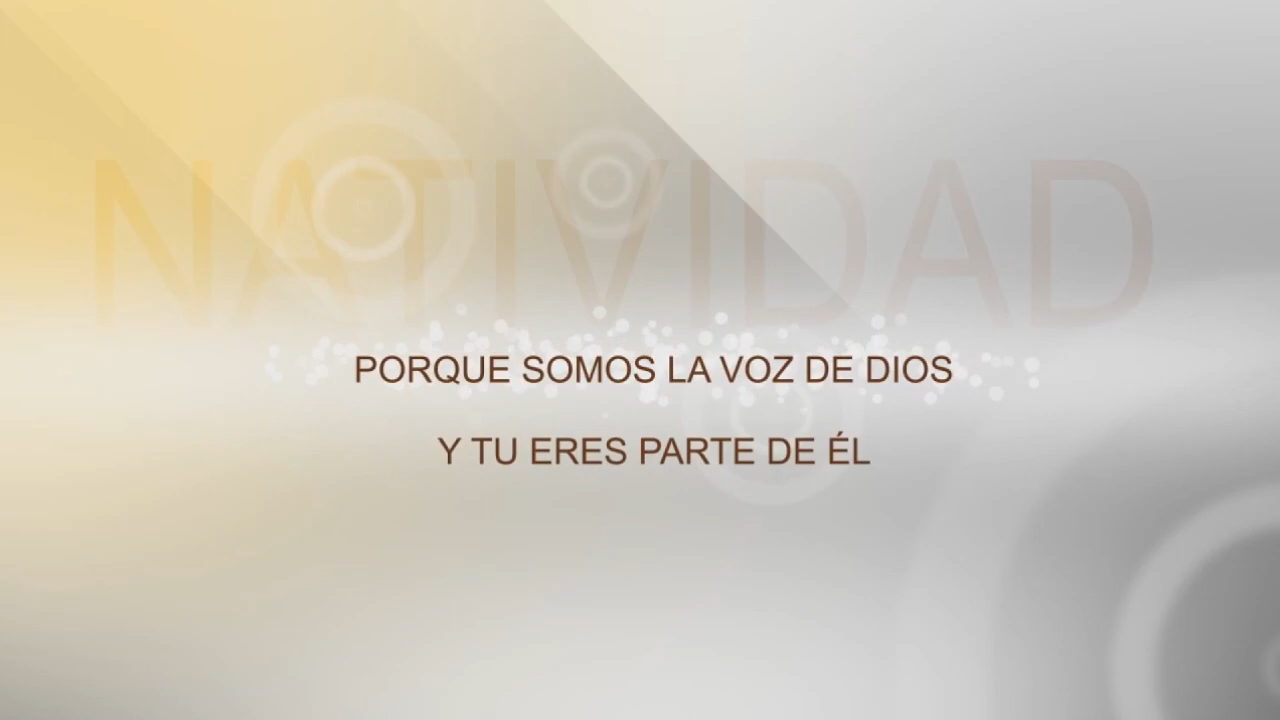 NATIVIDAD
PORQUE SOMOS LA VOZ DE DIOS
Y TU ERES PARTE DE ÉL